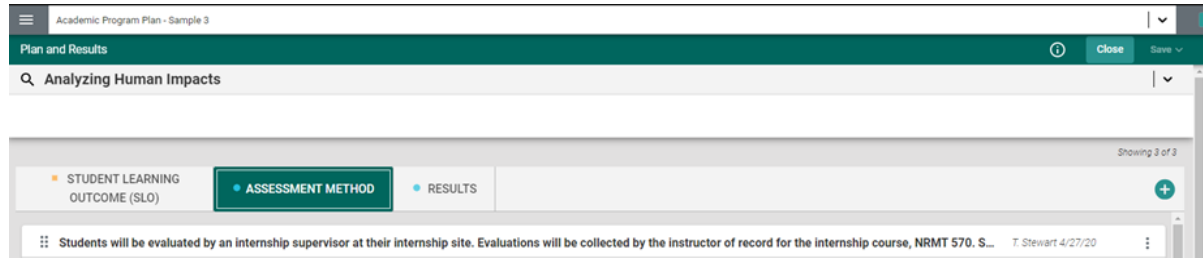 Academic Program Plan - Sample 3
Plan and Results
Close
Save
Analyzing Human Impacts
Showing 3 of 3
STUDENT LEARNING
OUTCOME (SLO)
ASSESSMENT METHOD
RESULTS
Students will be evaluated by an internship supervisor at their internship site. Evaluations will be collected by the instructor of record for the internship course, NRMT 570. S... T. Stewart 4/27/20